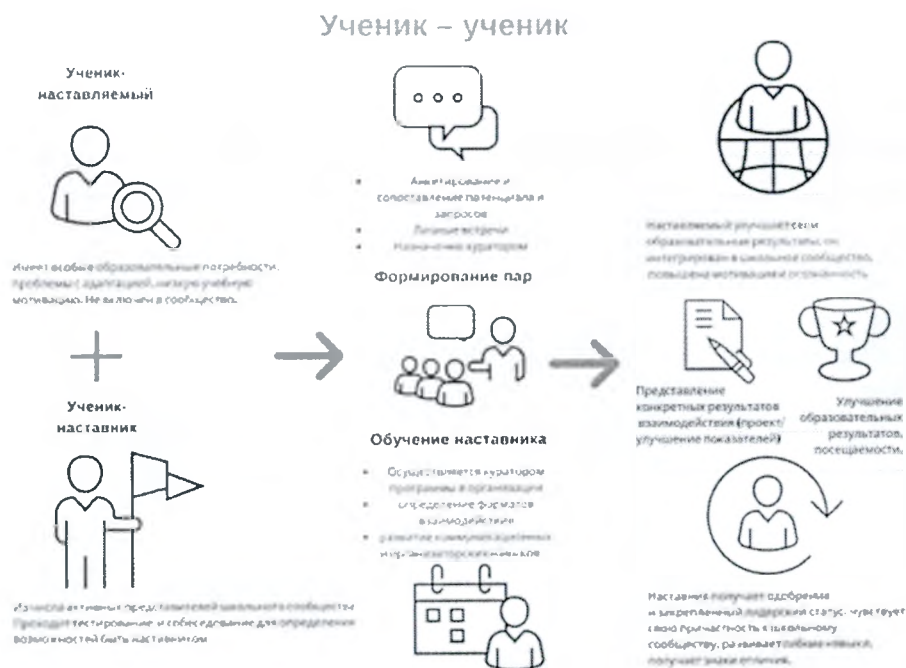 Ученик – ученик
Ученик-
наставляемый
Имеет особые образовательные потребности,
проблемы с адаптацией, низкую учебную
мотивацию. Не включен в сообщество.
Ученик-
наставник
Из числа активных представителей школьного сообщества
Проходит тестирование и собеседование для определения
возможностей быть наставником
• Анкетирование и
сопоставление потенциала и
запросов
• Личные встречи
• Назначение куратором
Формирование пар
Обучение наставника
• Осуществляется куратором
программы в организации
• определение форматов
взаимодействия
• развитие коммуникационных
и организаторских навыков
Наставляемый улучшает свои
образовательные результаты, он
интегрирован в школьное сообщество,
повышена мотивация и осознанность
Представление
конкретных результатов
взаимодействия (проект/
улучшение показателей)
Улучшение
образовательных
результатов,
посещаемости.
Наставник получает одобрение
и закрепленный лидерский статус, чувствует
свою причастность к школьному
сообществу, развивает гибкие навыки,
получает знаки отличия.